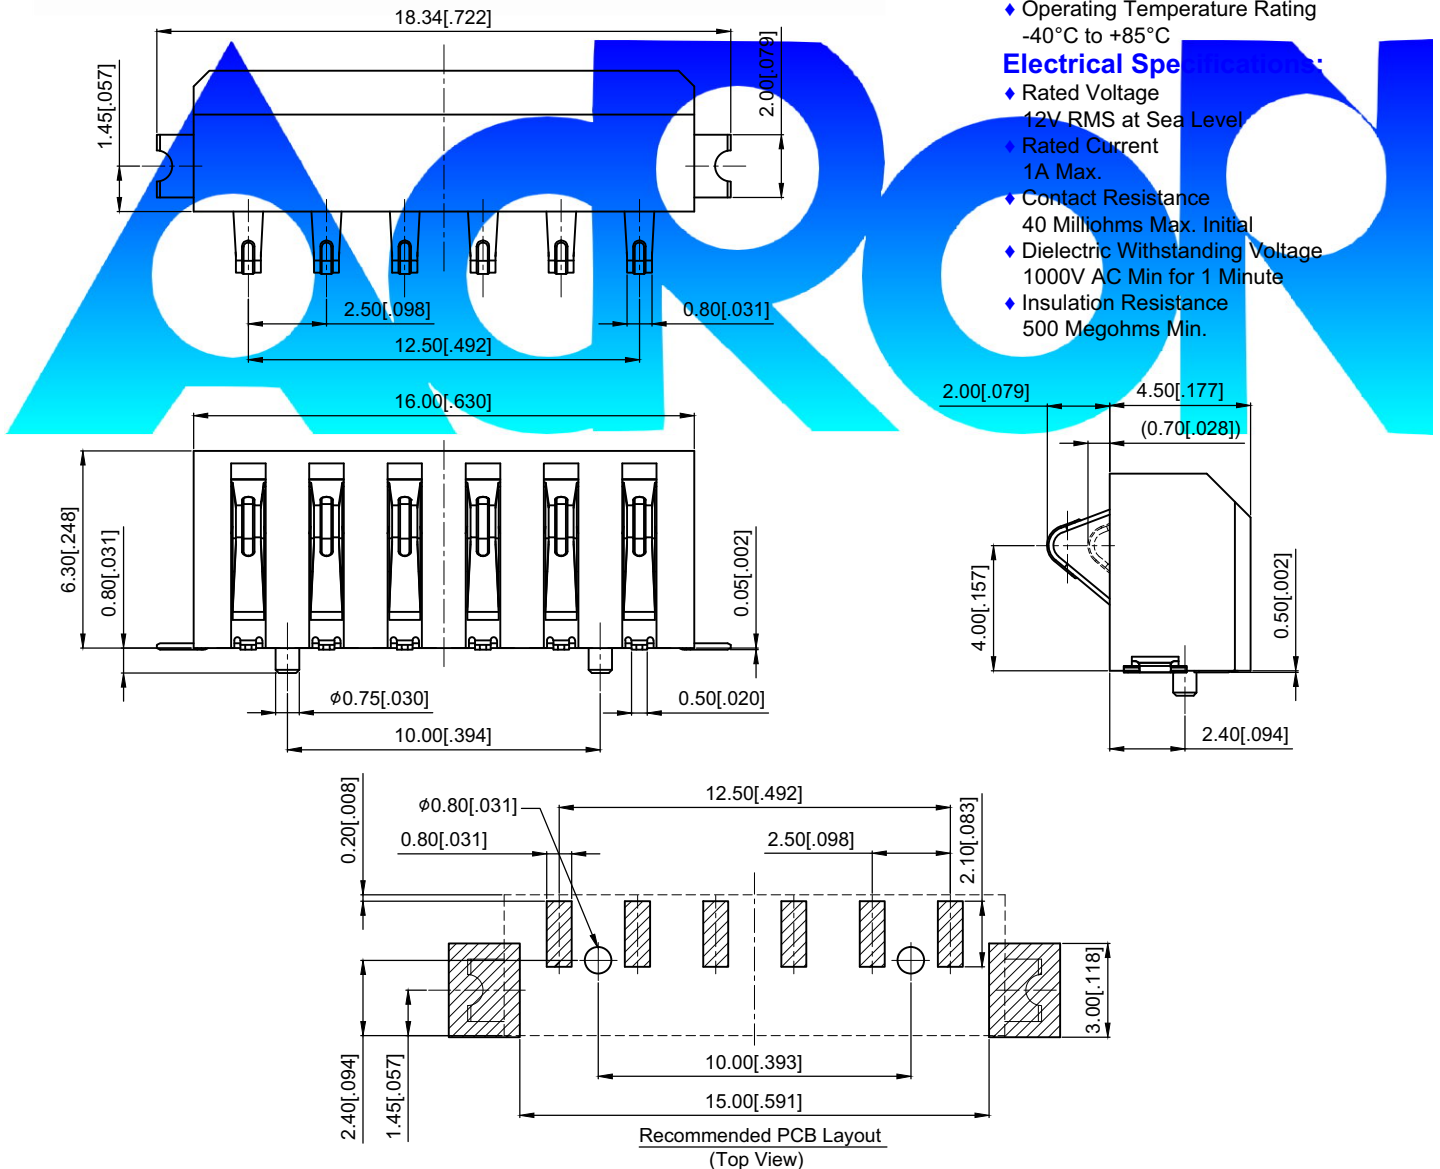 18.34[.722]
1.45[.057]
2.00[.079]
2.50[.098]
0.80[.031]
12.50[.492]
♦ Operating Temperature Rating
-40°C to +85°C
Electrical Specifications:
♦ Rated Voltage
12V RMS at Sea Level
♦ Rated Current
1A Max.
♦ Contact Resistance
40 Milliohms Max. Initial
♦ Dielectric Withstanding Voltage
1000V AC Min for 1 Minute
♦ Insulation Resistance
500 Megohms Min.
AdRoN
16.00[.630]
6.30[.248]
0.80[.031]
0.05[.002]
φ0.75[.030]
0.50[.020]
10.00[.394]
2.00[.079]
4.50[.177]
(0.70[.028])
4.00[.157]
0.50[.002]
2.40[.094]
0.20[.008]
φ0.80[.031]
12.50[.492]
0.80[.031]
2.50[.098]
2.10[.083]
3.00[.118]
2.40[.094]
1.45[.057]
10.00[.393]
15.00[.591]
Recommended PCB Layout
(Top View)